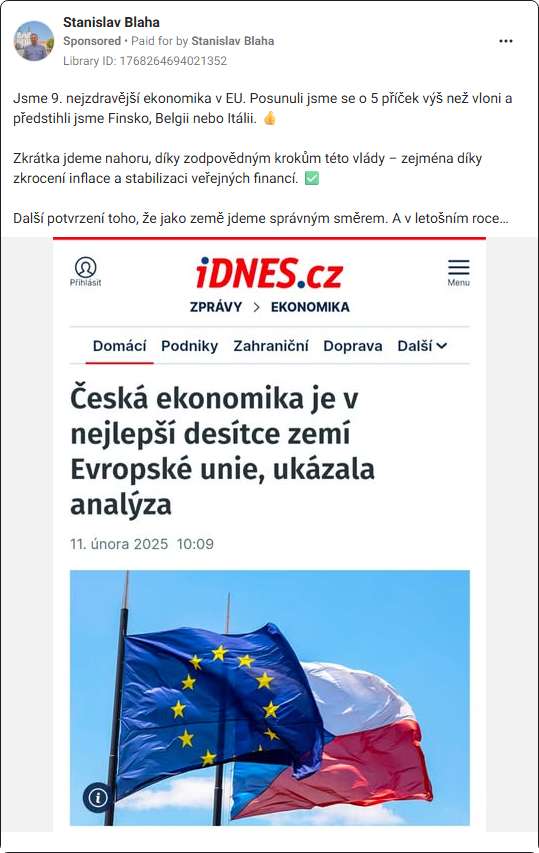 Stanislav Blaha
Sponsored • Paid for by Stanislav Blaha
Library ID: 1768264694021352
Jsme 9. nejzdravější ekonomika v EU. Posunuli jsme se o 5 příček výš než vloni a
předstihli jsme Finsko, Belgii nebo Itálii. 👍
Zkrátka jdeme nahoru, díky zodpovědným krokům této vlády – zejména díky
zkrocení inflace a stabilizaci veřejných financí. ✅
Další potvrzení toho, že jako země jdeme správným směrem. A v letošním roce...
iDNES.cz
Přihlásit
Menu
ZPRÁVY > EKONOMIKA
Domácí Podniky Zahraniční Doprava Další
Česká ekonomika je v
nejlepší desítce zemí
Evropské unie, ukázala
analýza
11. února 2025 10:09